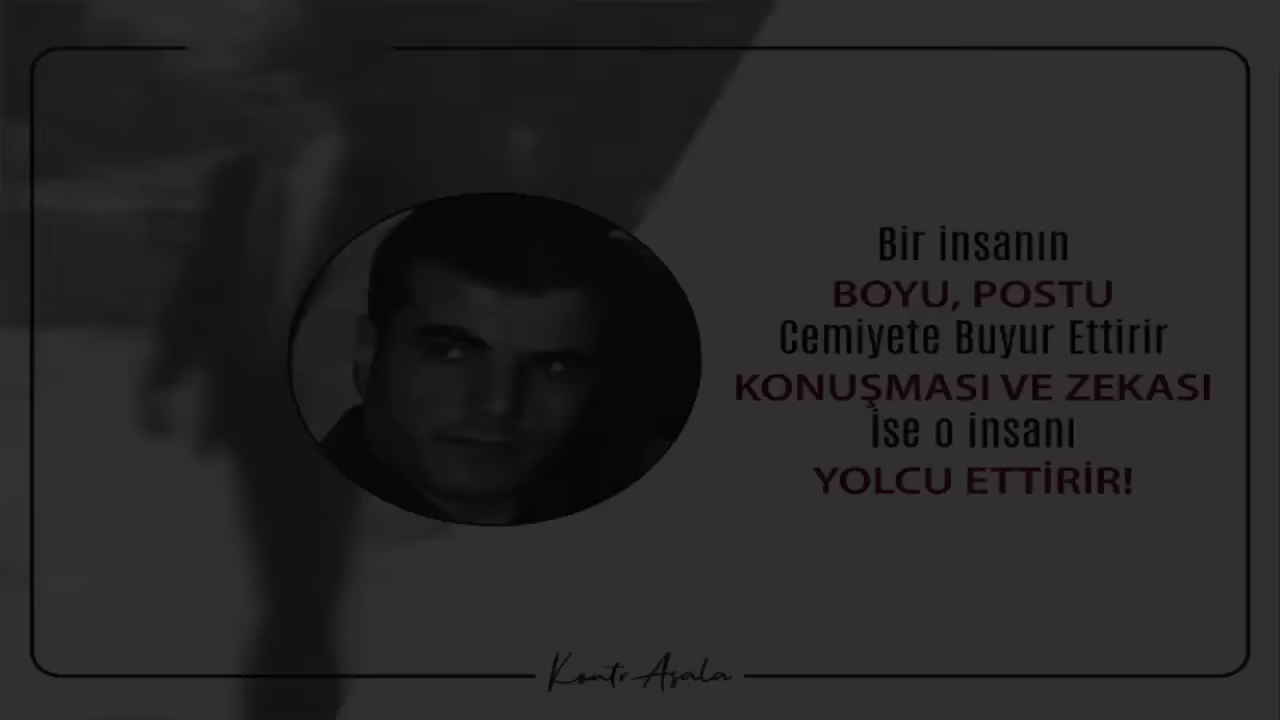 Bir insanın
BOYU, POSTU
Cemiyete Buyur Ettirir
KONUŞMASI VE ZEKASI
İse o insanı
YOLCU ETTİRİR!
Kontr Asala